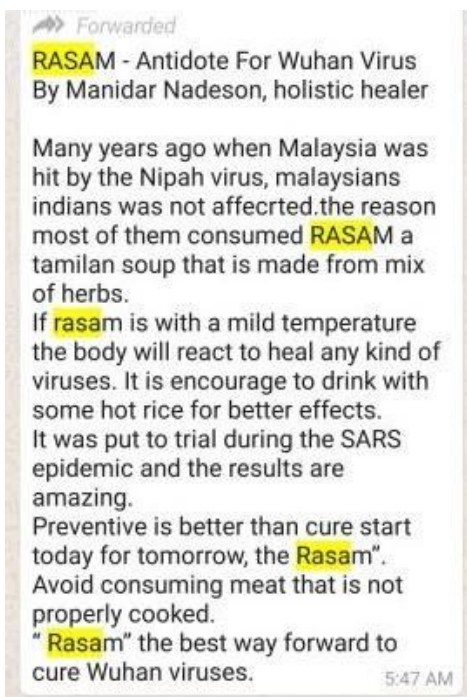 Forwarded
RASAM - Antidote For Wuhan Virus
By Manidar Nadeson, holistic healer
Many years ago when Malaysia was
hit by the Nipah virus, malaysians
indians was not affecrted.the reason
most of them consumed RASAM a
tamilan soup that is made from mix
of herbs.
If rasam is with a mild temperature
the body will react to heal any kind of
viruses. It is encourage to drink with
some hot rice for better effects.
It was put to trial during the SARS
epidemic and the results are
amazing.
Preventive is better than cure start
today for tomorrow, the Rasam”.
Avoid consuming meat that is not
properly cooked.
“ Rasam” the best way forward to
cure Wuhan viruses.
5:47 AM